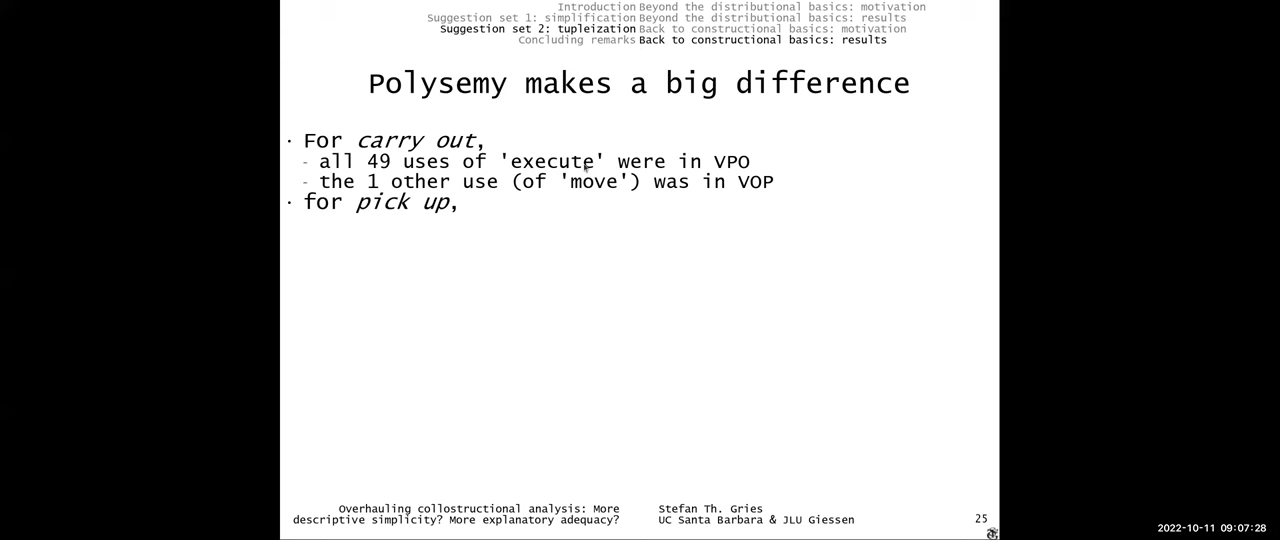 Introduction Beyond the distributional basics: motivation
Suggestion set 1: simplification Beyond the distributional basics: results
Suggestion set 2: tupleization Back to constructional basics: motivation
Concluding remarks Back to constructional basics: results
Polysemy makes a big difference
· For carry out,
- all 49 uses of 'execute' were in VPO
- the 1 other use (of 'move') was in VOP
· for pick up,
Overhauling collostructional analysis: More
descriptive simplicity? More explanatory adequacy?
Stefan Th. Gries
UC Santa Barbara & JLU Giessen
25
2022-10-11 09:07:28